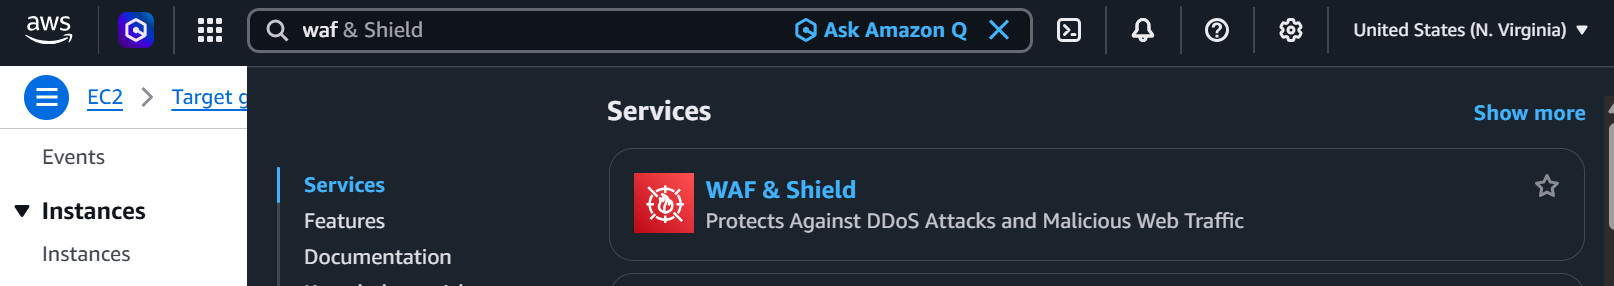 aws
waf & Shield
Ask Amazon Q
United States (N. Virginia)
EC2
Target g
Services
Show more
Events
Services
WAF & Shield
Instances
Features
Protects Against DDoS Attacks and Malicious Web Traffic
Instances
Documentation